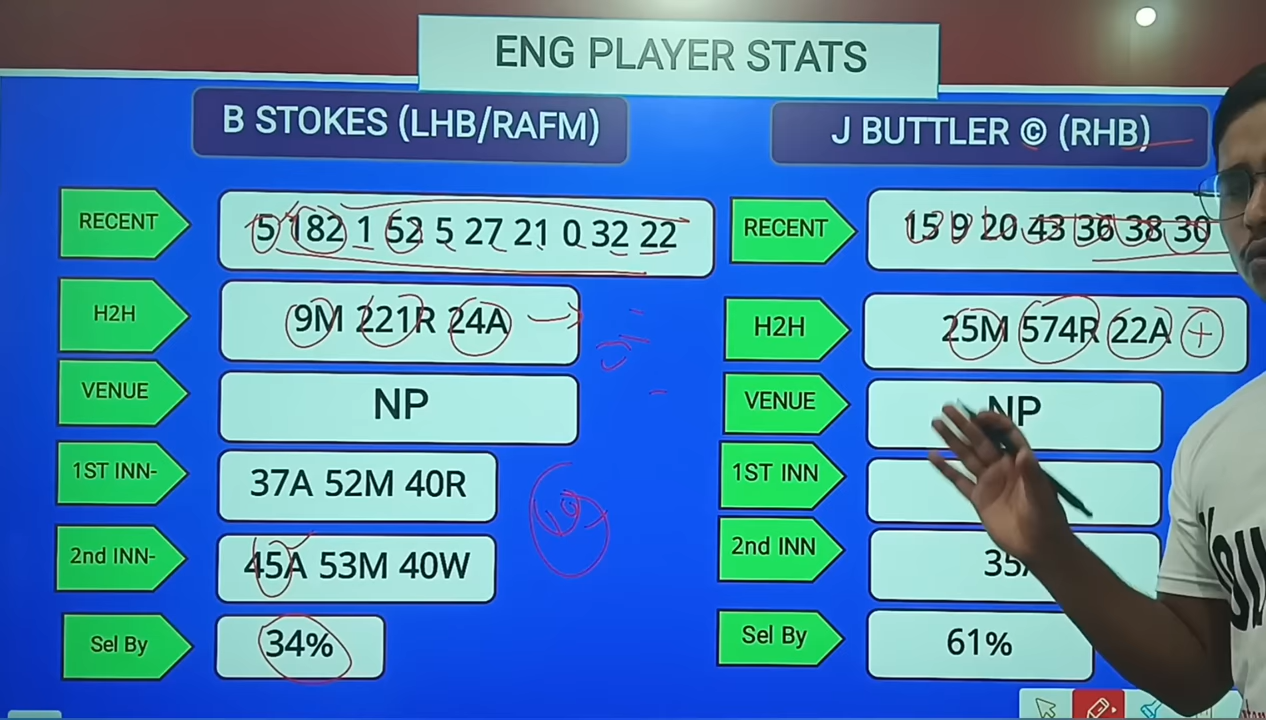 ENG PLAYER STATS
B STOKES (LHB/RAFM)
RECENT
5 182 1 52 5 27 21 0 32 22
H2H
9M 221R 24A
VENUE
NP
1ST INN-
37A 52M 40R
2nd INN-
45A 53M 40W
Sel By
34%
J BUTTLER © (RHB)
RECENT
15 9 20 43 36 38 30
H2H
25M 574R 22A +
VENUE
NP
1ST INN
2nd INN
Sel By
61%